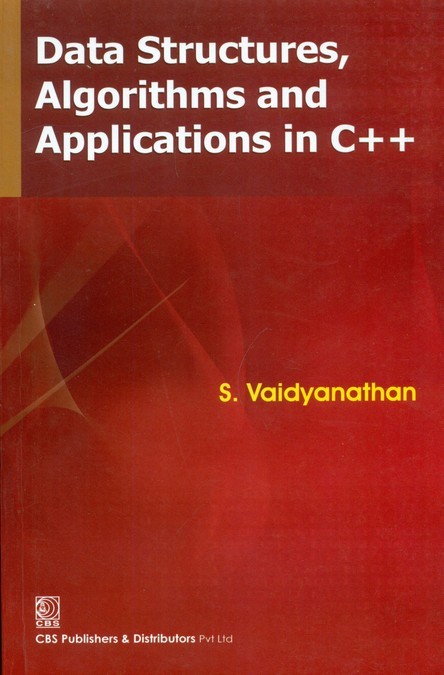 Data Structures,
Algorithms and
Applications in C++
S. Vaidyanathan
CBS
CBS Publishers & Distributors Pvt Ltd